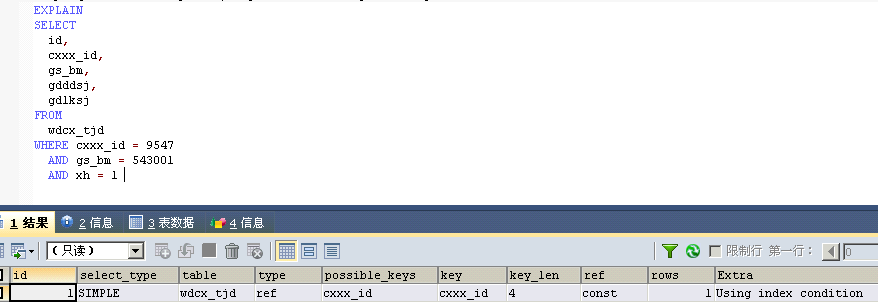 EXPLAIN
SELECT
id,
cxxx_id,
gs_bm,
gdddsj,
gdlksj
FROM
wdcx_tjd
WHERE cxxx_id = 9547
AND gs_bm = 543001
AND xh = 1
1 结果 2 信息 3 表数据 4 信息
(只读) 限制行 第一行: 0
id select_type table type possible_keys key key_len ref rows Extra
1 SIMPLE wdcx_tjd ref cxxx_id cxxx_id 4 const 1 Using index condition